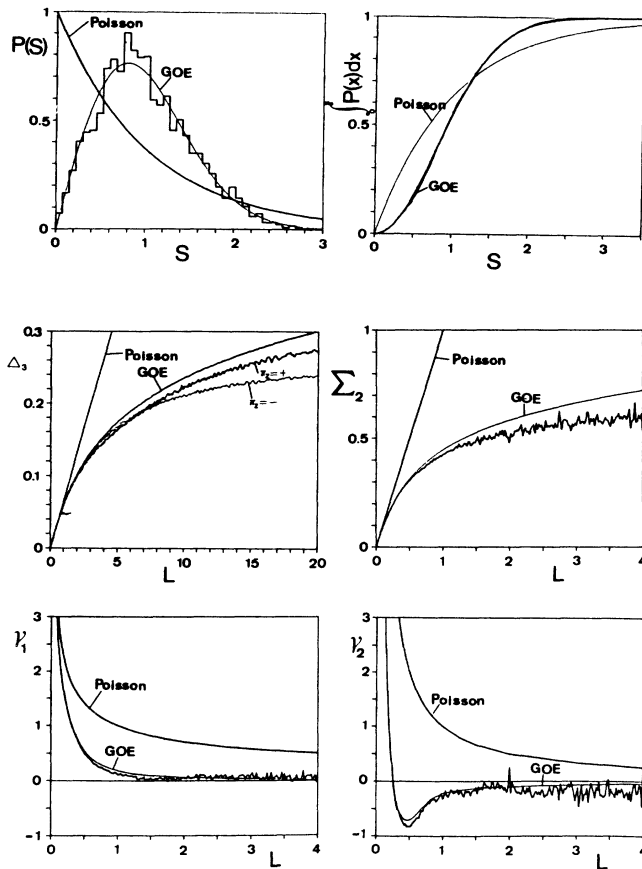 P(S)
1
0.5
0
Poisson
GOE
0 1 2 3
S
∫P(x)dx
1
0.5
0
Poisson
GOE
0 1 2 3
S
Δ₃
0.3
0.2
0.1
0
Poisson
GOE
π_z=+
π_z=−
0 5 10 15 20
L
Σ₂
1
0.5
0
Poisson
GOE
0 1 2 3 4
L
γ₁
3
2
1
0
-1
Poisson
GOE
0 1 2 3 4
L
γ₂
3
2
1
0
-1
Poisson
GOE
0 1 2 3 4
L